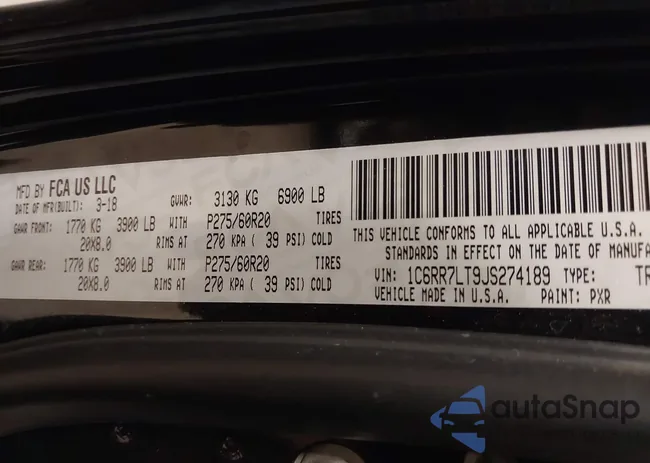 MFD BY FCA US LLC
DATE OF MFR(BUILT): 3-18 GVWR: 3130 KG 6900 LB
GAWR FRONT: 1770 KG 3900 LB WITH P275/60R20 TIRES
20X8.0 RIMS AT 270 KPA ( 39 PSI) COLD
GAWR REAR: 1770 KG 3900 LB WITH P275/60R20 TIRES
20X8.0 RIMS AT 270 KPA ( 39 PSI) COLD
THIS VEHICLE CONFORMS TO ALL APPLICABLE U.S.A.
STANDARDS IN EFFECT ON THE DATE OF MANUFA
VIN: 1C6RR7LT9JS274189 TYPE: TR
VEHICLE MADE IN U.S.A. PAINT: PXR
autaSnap